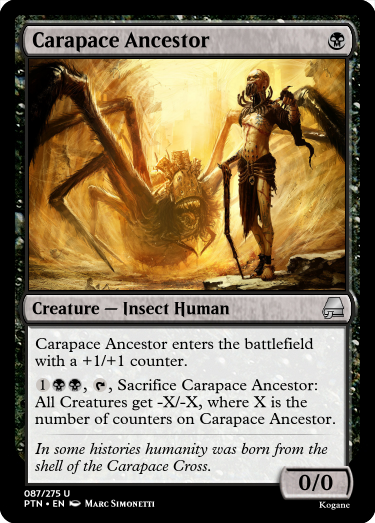 Carapace Ancestor
Creature — Insect Human
Carapace Ancestor enters the battlefield
with a +1/+1 counter.
1, Sacrifice Carapace Ancestor:
All Creatures get -X/-X, where X is the
number of counters on Carapace Ancestor.
In some histories humanity was born from the
shell of the Carapace Cross.
0/0
087/275 U
PTN • EN Marc Simonetti
Kogane